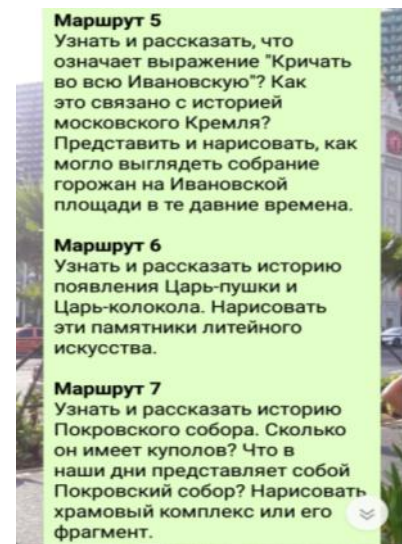 Маршрут 5
Узнать и рассказать, что
означает выражение "Кричать
во всю Ивановскую"? Как
это связано с историей
московского Кремля?
Представить и нарисовать, как
могло выглядеть собрание
горожан на Ивановской
площади в те давние времена.
Маршрут 6
Узнать и рассказать историю
появления Царь-пушки и
Царь-колокола. Нарисовать
эти памятники литейного
искусства.
Маршрут 7
Узнать и рассказать историю
Покровского собора. Сколько
он имеет куполов? Что в
наши дни представляет собой
Покровский собор? Нарисовать
храмовый комплекс или его
фрагмент.